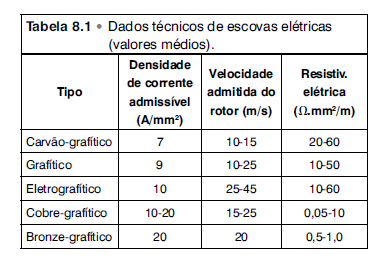 Tabela 8.1 • Dados técnicos de escovas elétricas
(valores médios).
Tipo Densidade de corrente admissível (A/mm²) Velocidade admitida do rotor (m/s) Resistiv. elétrica (Ω.mm²/m)
Carvão-grafítico 7 10-15 20-60
Grafítico 9 10-25 10-50
Eletrografítico 10 25-45 10-60
Cobre-grafítico 10-20 15-25 0,05-10
Bronze-grafítico 20 20 0,5-1,0